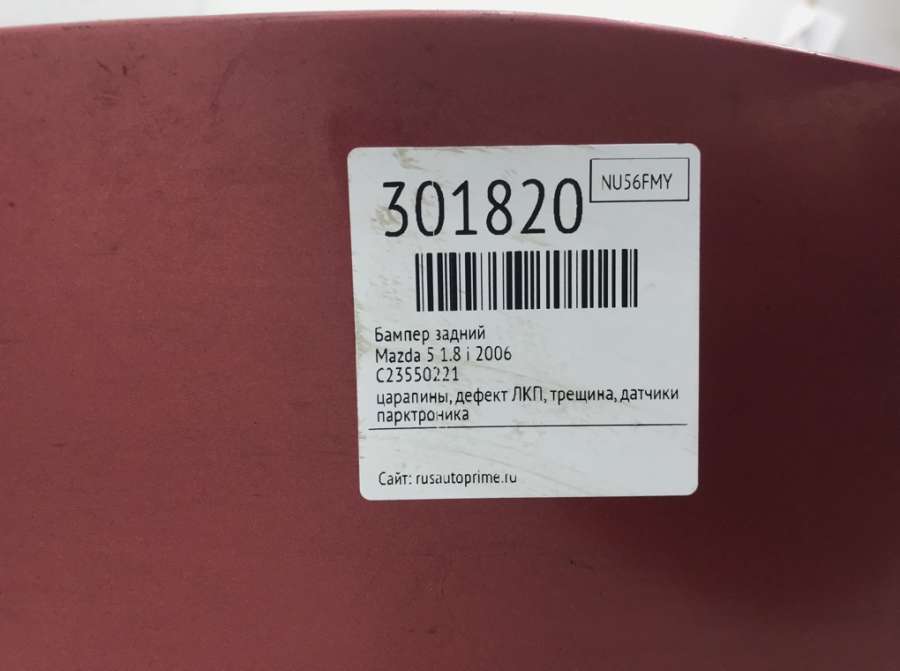 301820
NU56FMY
Бампер задний
Mazda 5 1.8 i 2006
C23550221
царапины, дефект ЛКП, трещина, датчики
парктроника
Сайт: rusautoprime.ru